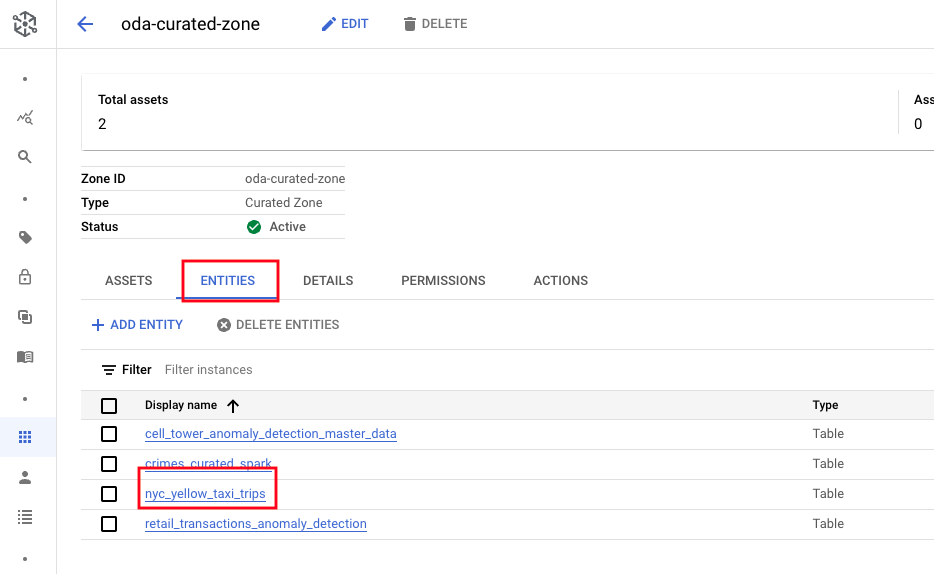 oda-curated-zone EDIT DELETE
Total assets Ass
2 0
Zone ID oda-curated-zone
Type Curated Zone
Status Active
ASSETS ENTITIES DETAILS PERMISSIONS ACTIONS
ADD ENTITY DELETE ENTITIES
Filter Filter instances
Display name Type
cell_tower_anomaly_detection_master_data Table
crimes_curated_spark Table
nyc_yellow_taxi_trips Table
retail_transactions_anomaly_detection Table